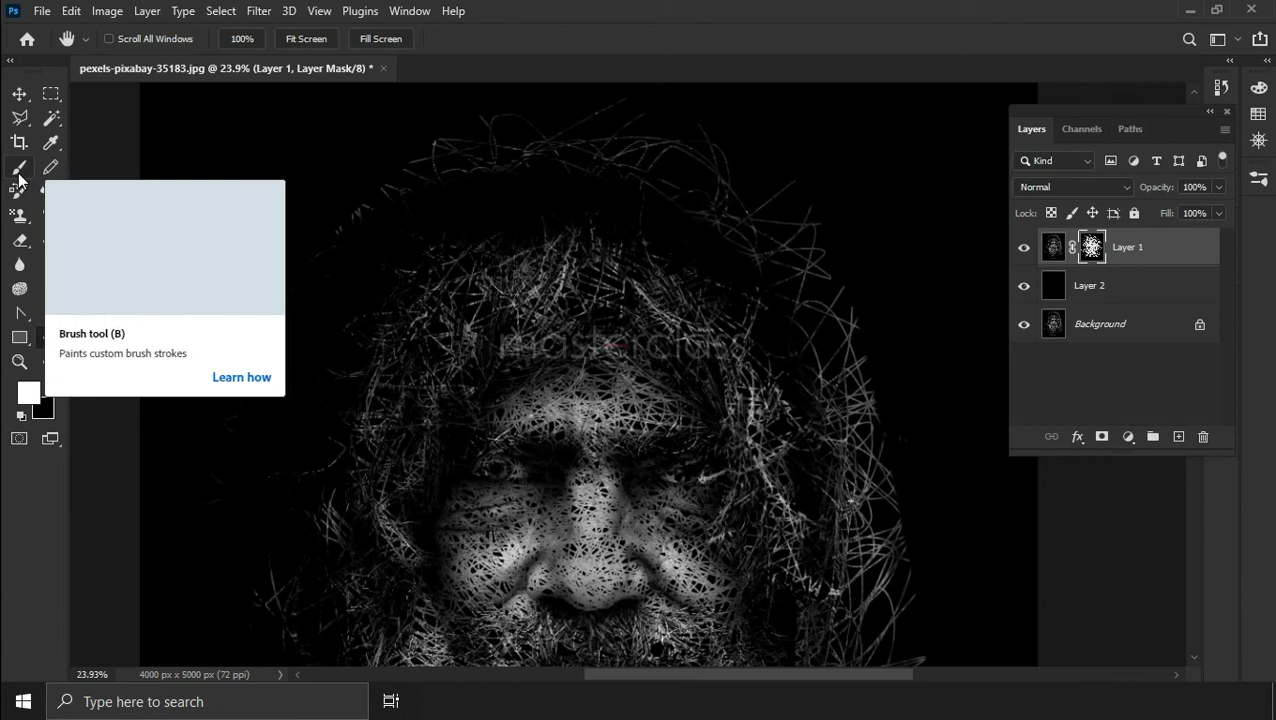 Ps File Edit Image Layer Type Select Filter 3D View Plugins Window Help
Scroll All Windows 100% Fit Screen Fill Screen
pexels-pixabay-35183.jpg @ 23.9% (Layer 1, Layer Mask/8) *
Layers Channels Paths
Kind
Normal Opacity: 100%
Lock: Fill: 100%
Layer 1
Layer 2
Background
Brush tool (B)
Paints custom brush strokes
Learn how
masterclass
23.93% 4000 px x 5000 px (72 ppi)
Type here to search